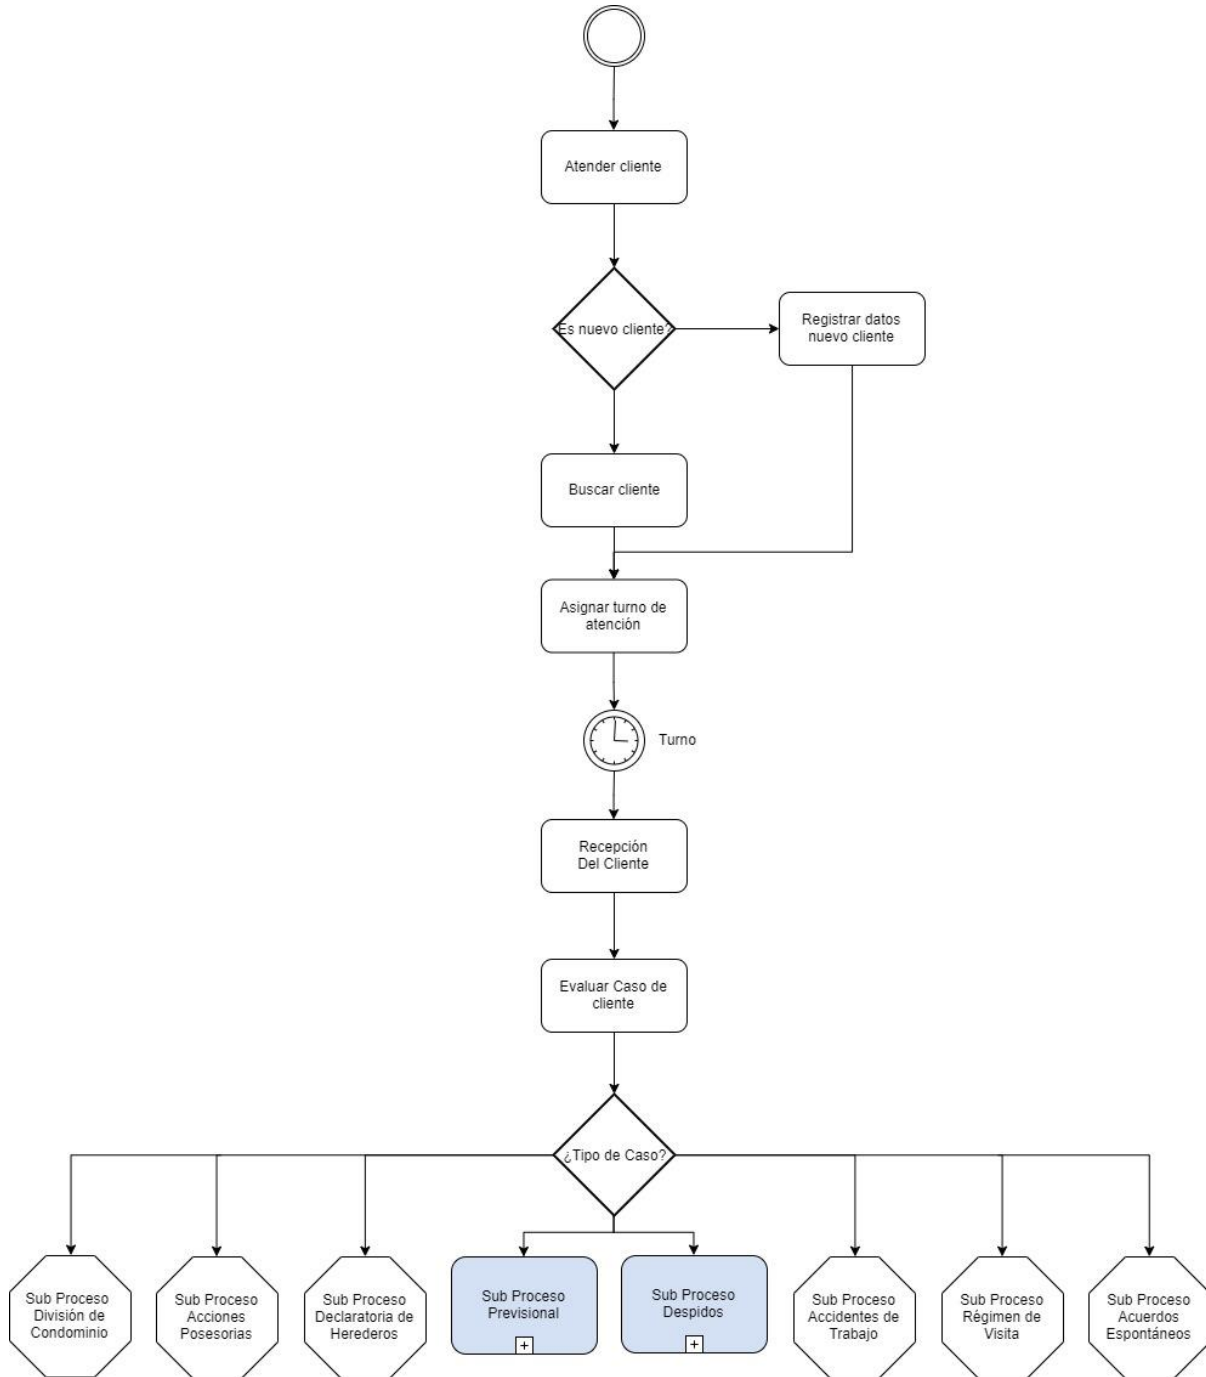 Atender cliente
Es nuevo cliente?
Registrar datos
nuevo cliente
Buscar cliente
Asignar turno de
atención
Turno
Recepción
Del Cliente
Evaluar Caso de
cliente
¿Tipo de Caso?
Sub Proceso
División de
Condominio
Sub Proceso
Acciones
Posesorias
Sub Proceso
Declaratoria de
Herederos
Sub Proceso
Previsional
Sub Proceso
Despidos
Sub Proceso
Accidentes de
Trabajo
Sub Proceso
Régimen de
Visita
Sub Proceso
Acuerdos
Espontáneos